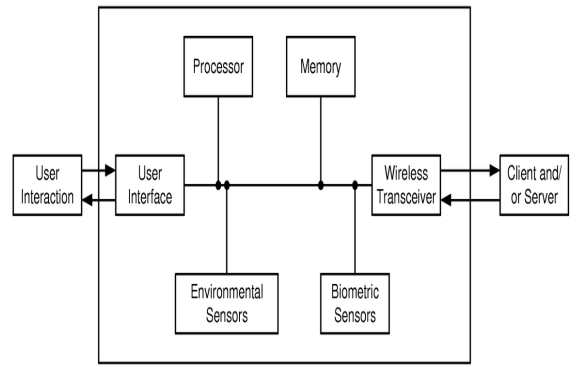 Processor
Memory
User
Interaction
User
Interface
Wireless
Transceiver
Client and/
or Server
Environmental
Sensors
Biometric
Sensors